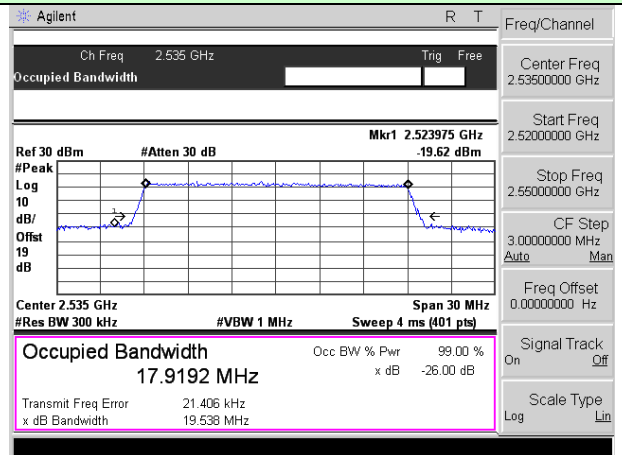 Agilent R T
Ch Freq 2.535 GHz Trig Free
Occupied Bandwidth
Mkr1 2.523975 GHz
Ref 30 dBm #Atten 30 dB -19.62 dBm
#Peak
Log
10
dB/
Offst
19
dB
1
Center 2.535 GHz Span 30 MHz
#Res BW 300 kHz #VBW 1 MHz Sweep 4 ms (401 pts)
Occupied Bandwidth Occ BW % Pwr 99.00 %
17.9192 MHz x dB -26.00 dB
Transmit Freq Error 21.406 kHz
x dB Bandwidth 19.538 MHz
Freq/Channel
Center Freq
2.53500000 GHz
Start Freq
2.52000000 GHz
Stop Freq
2.55000000 GHz
CF Step
3.00000000 MHz
Auto Man
Freq Offset
0.00000000 Hz
Signal Track
On Off
Scale Type
Log Lin